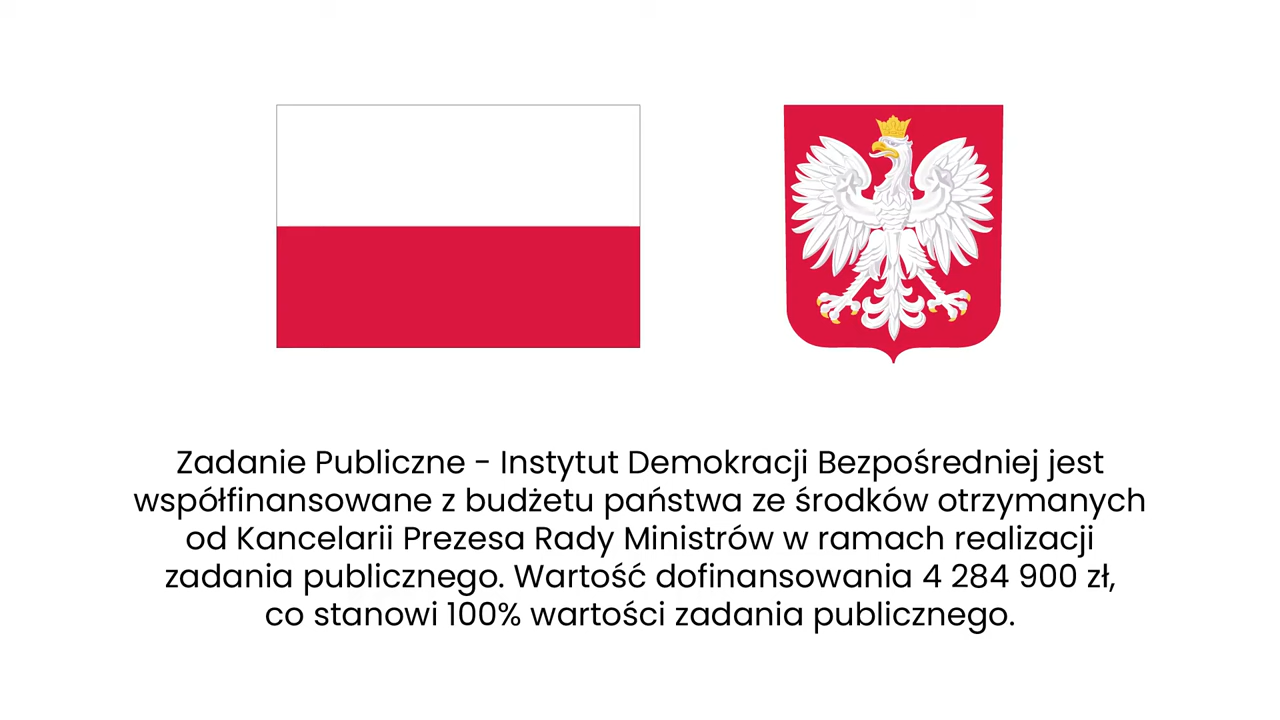 Zadanie Publiczne - Instytut Demokracji Bezpośredniej jest
współfinansowane z budżetu państwa ze środków otrzymanych
od Kancelarii Prezesa Rady Ministrów w ramach realizacji
zadania publicznego. Wartość dofinansowania 4 284 900 zł,
co stanowi 100% wartości zadania publicznego.